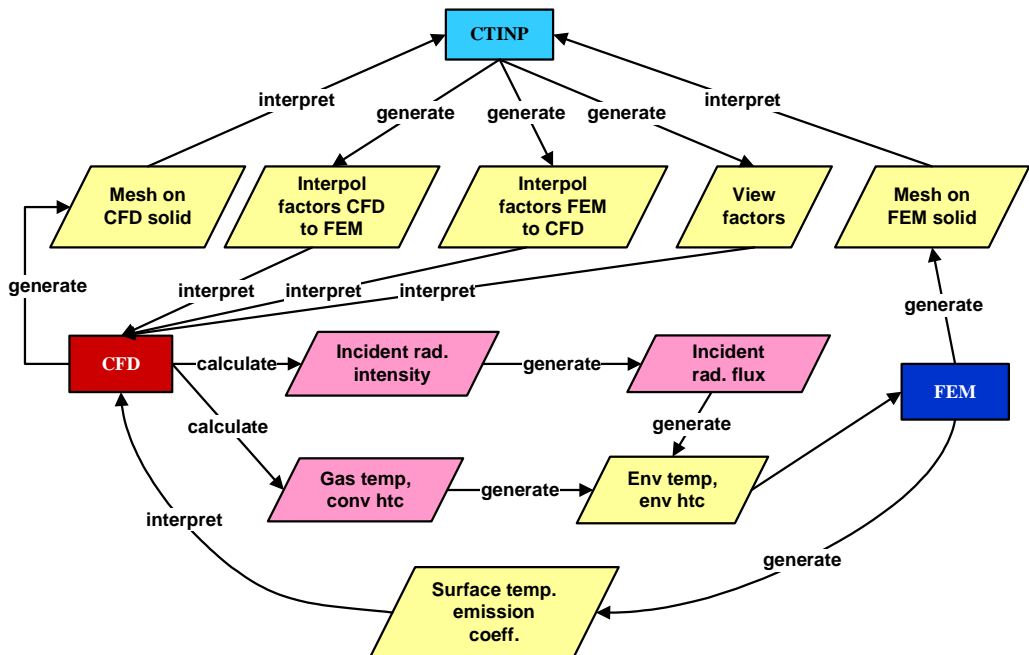 CTINP
interpret
interpret
generate
generate
generate
Mesh on
CFD solid
Interpol
factors CFD
to FEM
Interpol
factors FEM
to CFD
View
factors
Mesh on
FEM solid
generate
interpret
interpret
interpret
generate
CFD
calculate
Incident rad.
intensity
generate
Incident
rad. flux
FEM
calculate
generate
Gas temp,
conv htc
generate
Env temp,
env htc
interpret
generate
Surface temp.
emission
coeff.